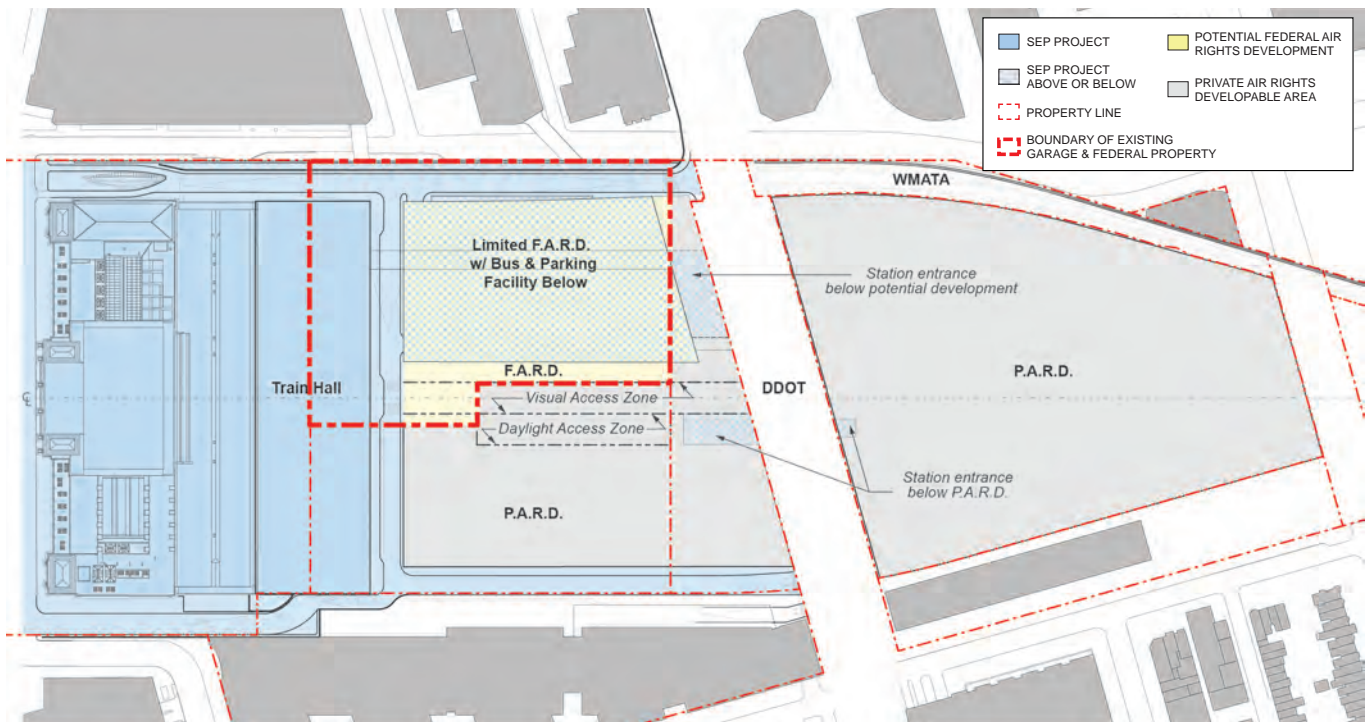 SEP PROJECT
SEP PROJECT
ABOVE OR BELOW
PROPERTY LINE
BOUNDARY OF EXISTING
GARAGE & FEDERAL PROPERTY
POTENTIAL FEDERAL AIR
RIGHTS DEVELOPMENT
PRIVATE AIR RIGHTS
DEVELOPABLE AREA
WMATA
Limited F.A.R.D.
w/ Bus & Parking
Facility Below
Station entrance
below potential development
F.A.R.D.
Train Hall
Visual Access Zone
DDOT
P.A.R.D.
Daylight Access Zone
Station entrance
below P.A.R.D.
P.A.R.D.